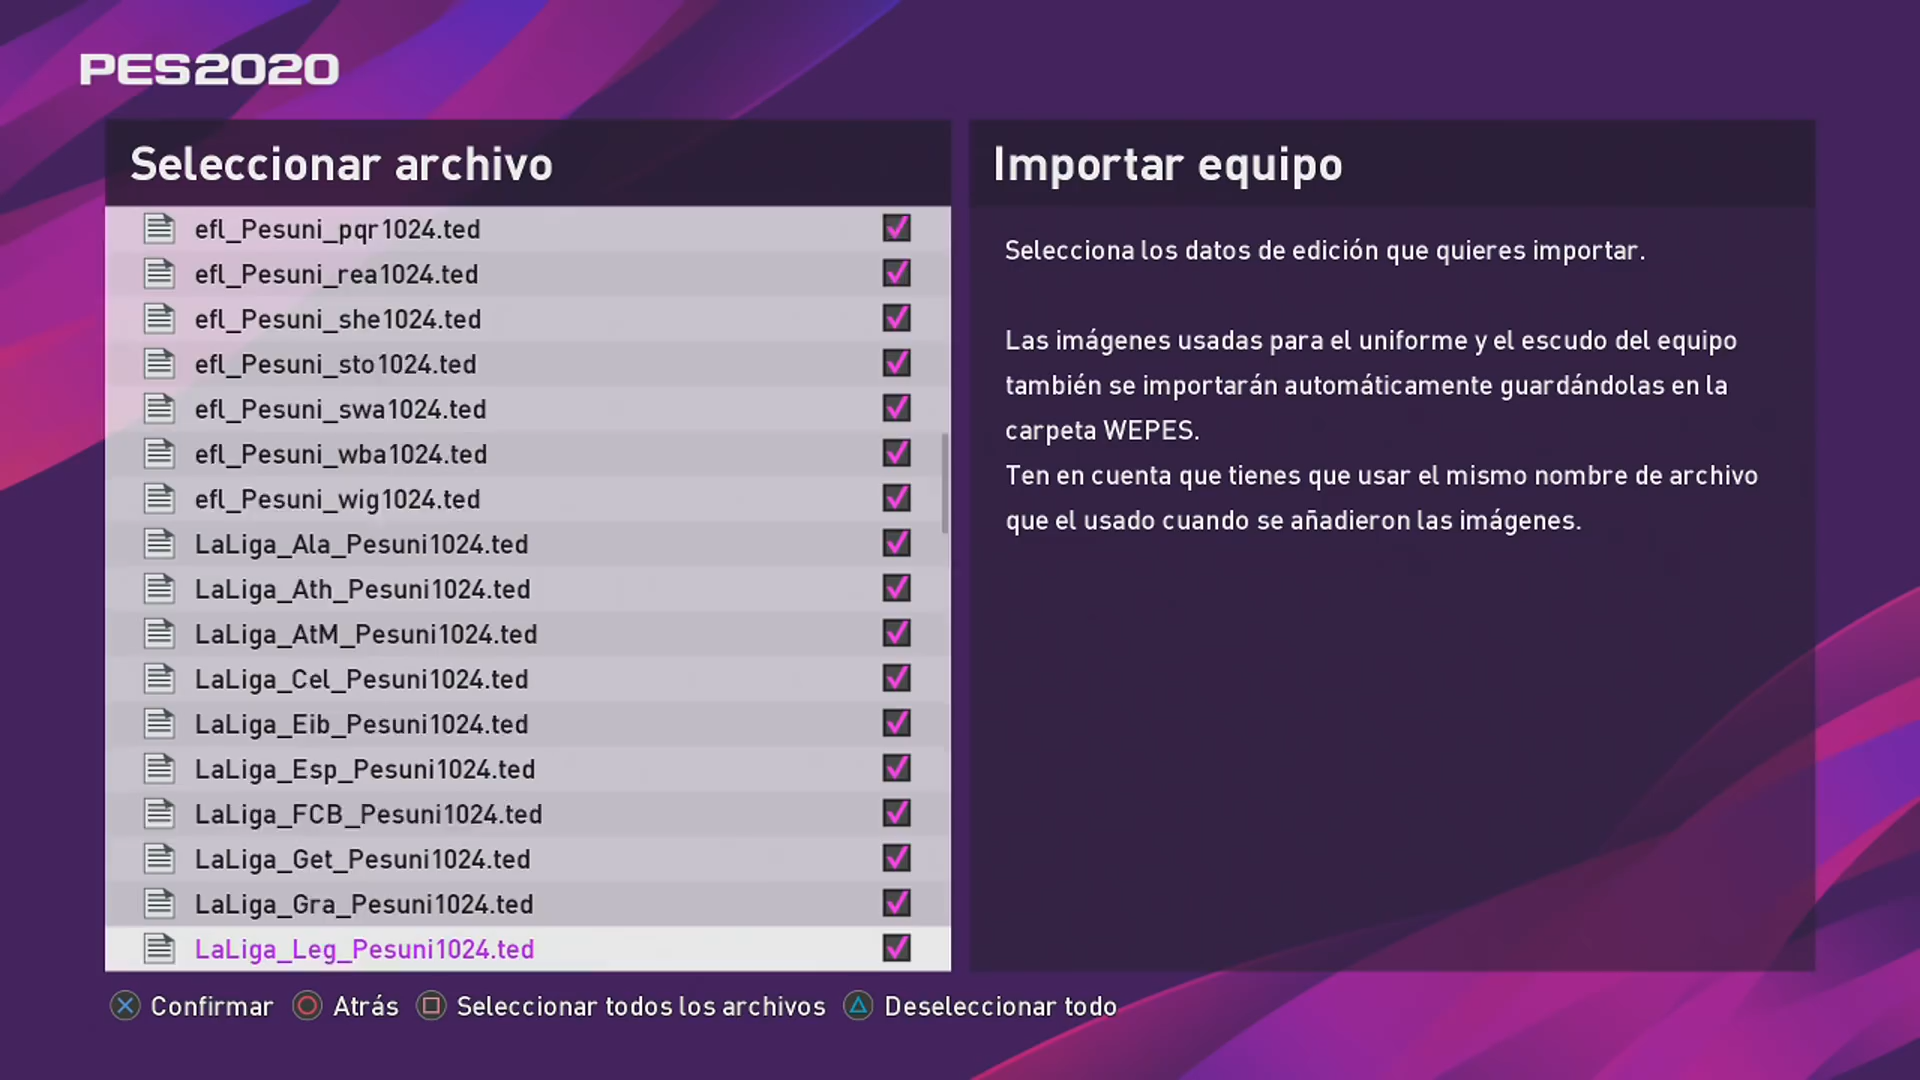 PES2020
Seleccionar archivo
efl_Pesuni_pqr1024.ted
efl_Pesuni_rea1024.ted
efl_Pesuni_she1024.ted
efl_Pesuni_sto1024.ted
efl_Pesuni_swa1024.ted
efl_Pesuni_wba1024.ted
efl_Pesuni_wig1024.ted
LaLiga_Ala_Pesuni1024.ted
LaLiga_Ath_Pesuni1024.ted
LaLiga_AtM_Pesuni1024.ted
LaLiga_Cel_Pesuni1024.ted
LaLiga_Eib_Pesuni1024.ted
LaLiga_Esp_Pesuni1024.ted
LaLiga_FCB_Pesuni1024.ted
LaLiga_Get_Pesuni1024.ted
LaLiga_Gra_Pesuni1024.ted
LaLiga_Leg_Pesuni1024.ted
Importar equipo
Selecciona los datos de edición que quieres importar.
Las imágenes usadas para el uniforme y el escudo del equipo
también se importarán automáticamente guardándolas en la
carpeta WEPES.
Ten en cuenta que tienes que usar el mismo nombre de archivo
que el usado cuando se añadieron las imágenes.
Confirmar Atrás Seleccionar todos los archivos Deseleccionar todo